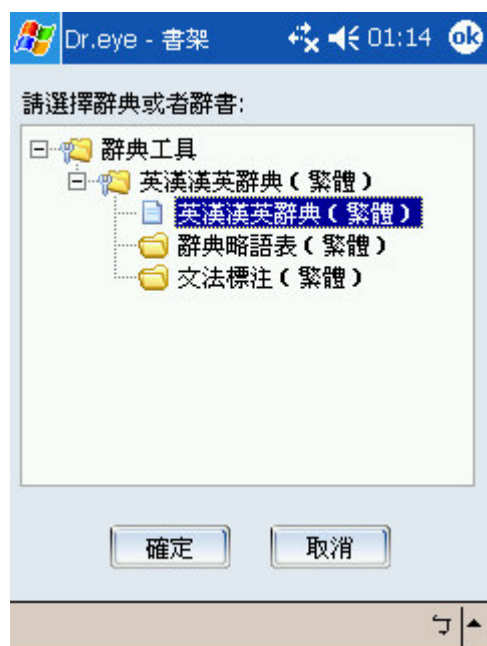 Dr.eye - 書架 01:14 ok
請選擇辭典或者辭書:
辭典工具
英漢漢英辭典(繁體)
英漢漢英辭典(繁體)
辭典略語表(繁體)
文法標注(繁體)
確定 取消
ㄅ